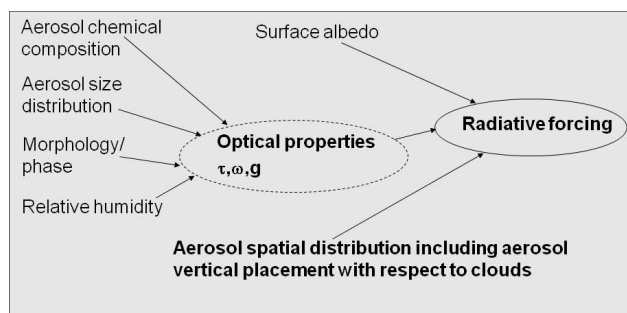 Aerosol chemical
composition
Surface albedo
Aerosol size
distribution
Radiative forcing
Optical properties
Morphology/
phase
τ,ω,g
Relative humidity
Aerosol spatial distribution including aerosol
vertical placement with respect to clouds